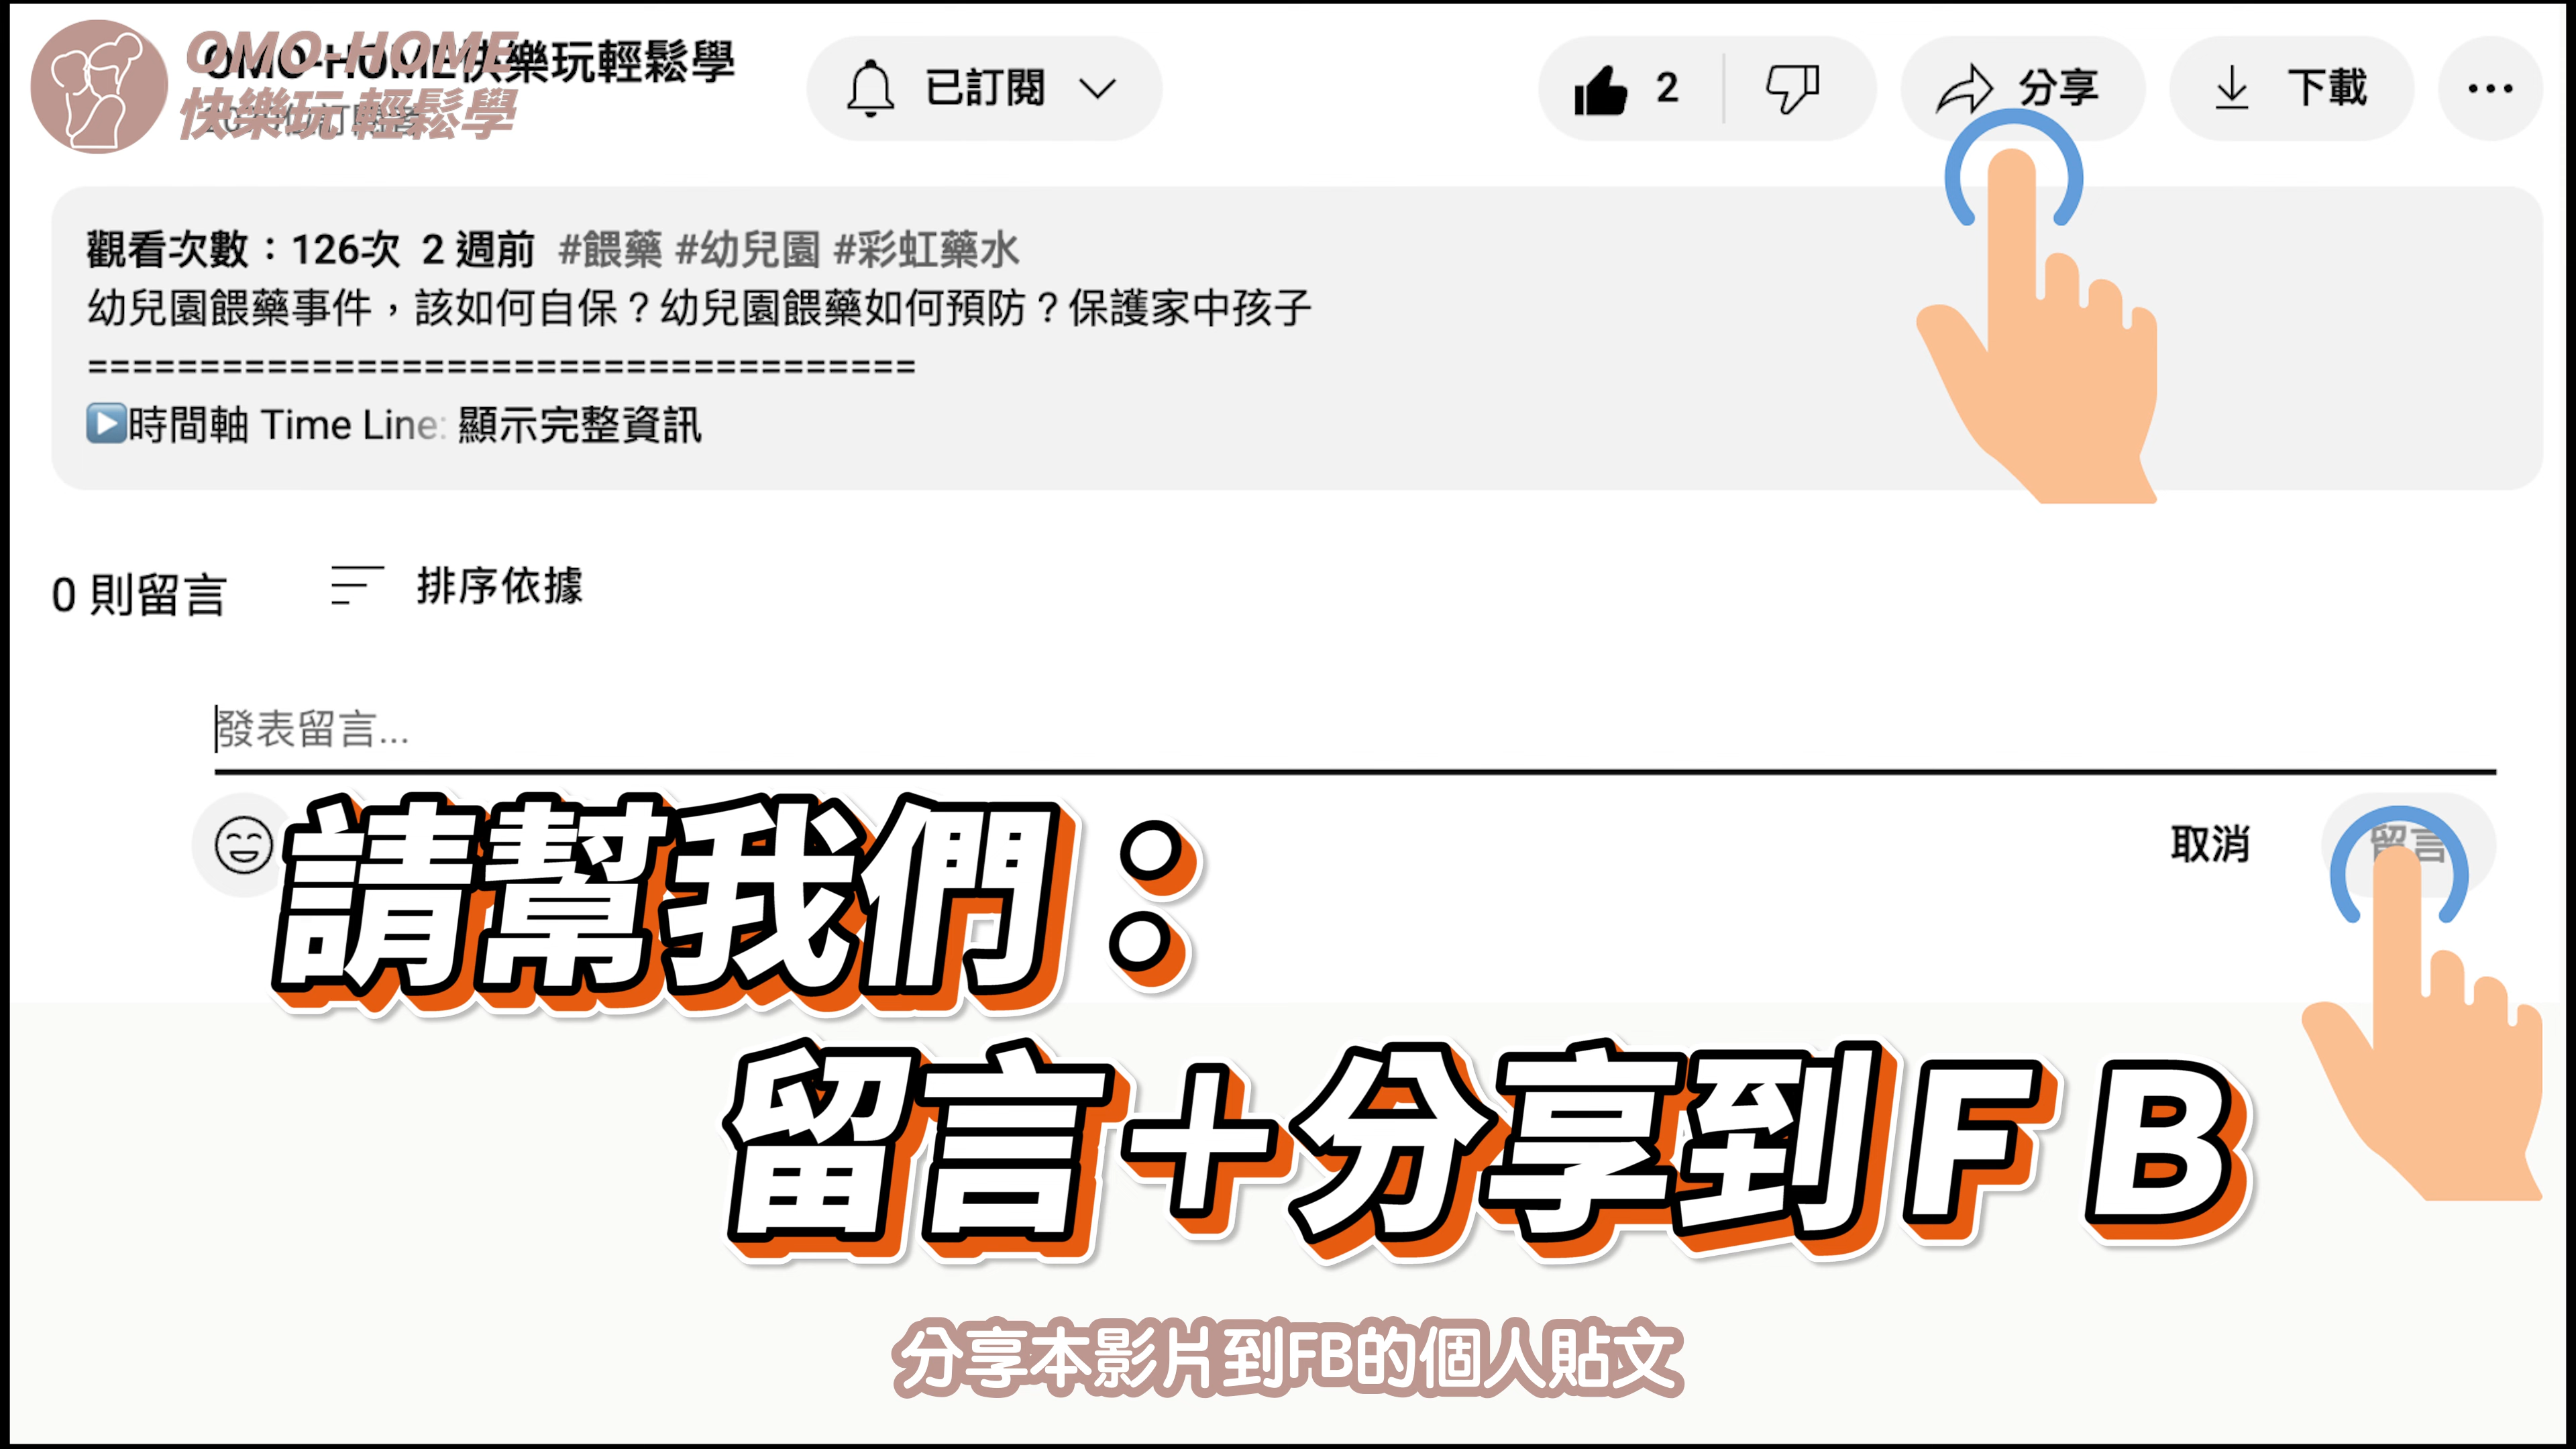 OMO-HOME
快樂玩 輕鬆學
OMO-HOME快樂玩輕鬆學
已訂閱
2
分享
下載
觀看次數：126次 2 週前 #餵藥 #幼兒園 #彩虹藥水
幼兒園餵藥事件，該如何自保？幼兒園餵藥如何預防？保護家中孩子
=====================================
時間軸 Time Line: 顯示完整資訊
0 則留言
排序依據
發表留言...
取消
留言
請幫我們：
留言＋分享到ＦＢ
分享本影片到FB的個人貼文